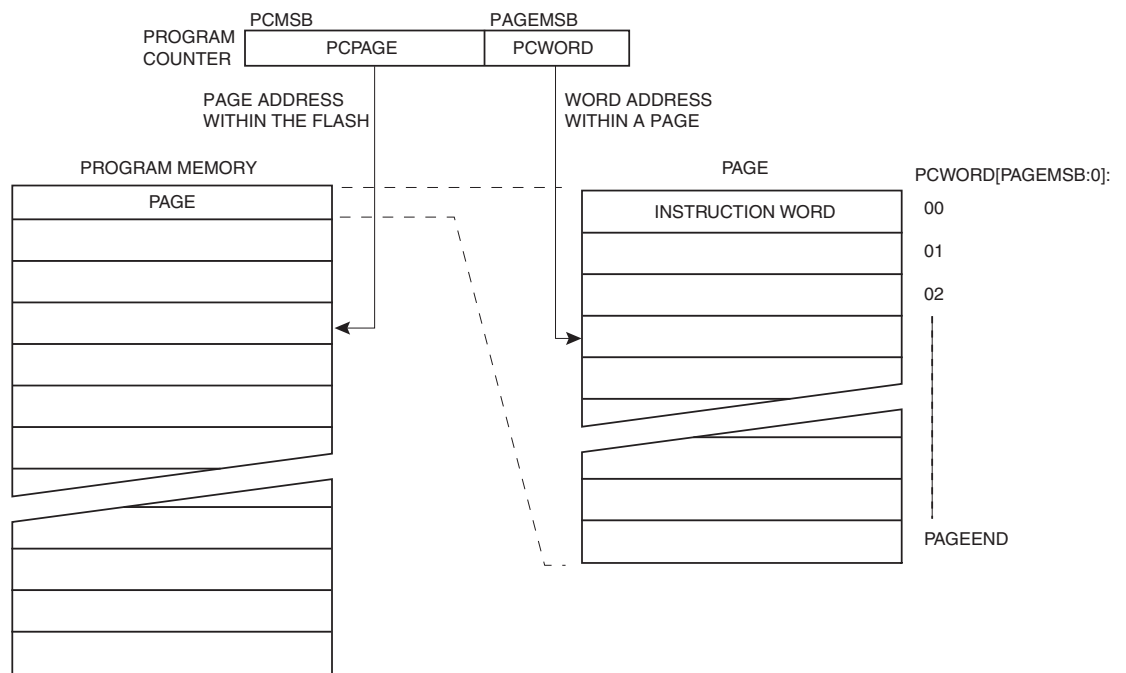 PCMSB
PAGEMSB
PROGRAM
COUNTER
PCPAGE
PCWORD
PAGE ADDRESS
WITHIN THE FLASH
WORD ADDRESS
WITHIN A PAGE
PROGRAM MEMORY
PAGE
PAGE
INSTRUCTION WORD
PCWORD[PAGEMSB:0]:
00
01
02
PAGEEND